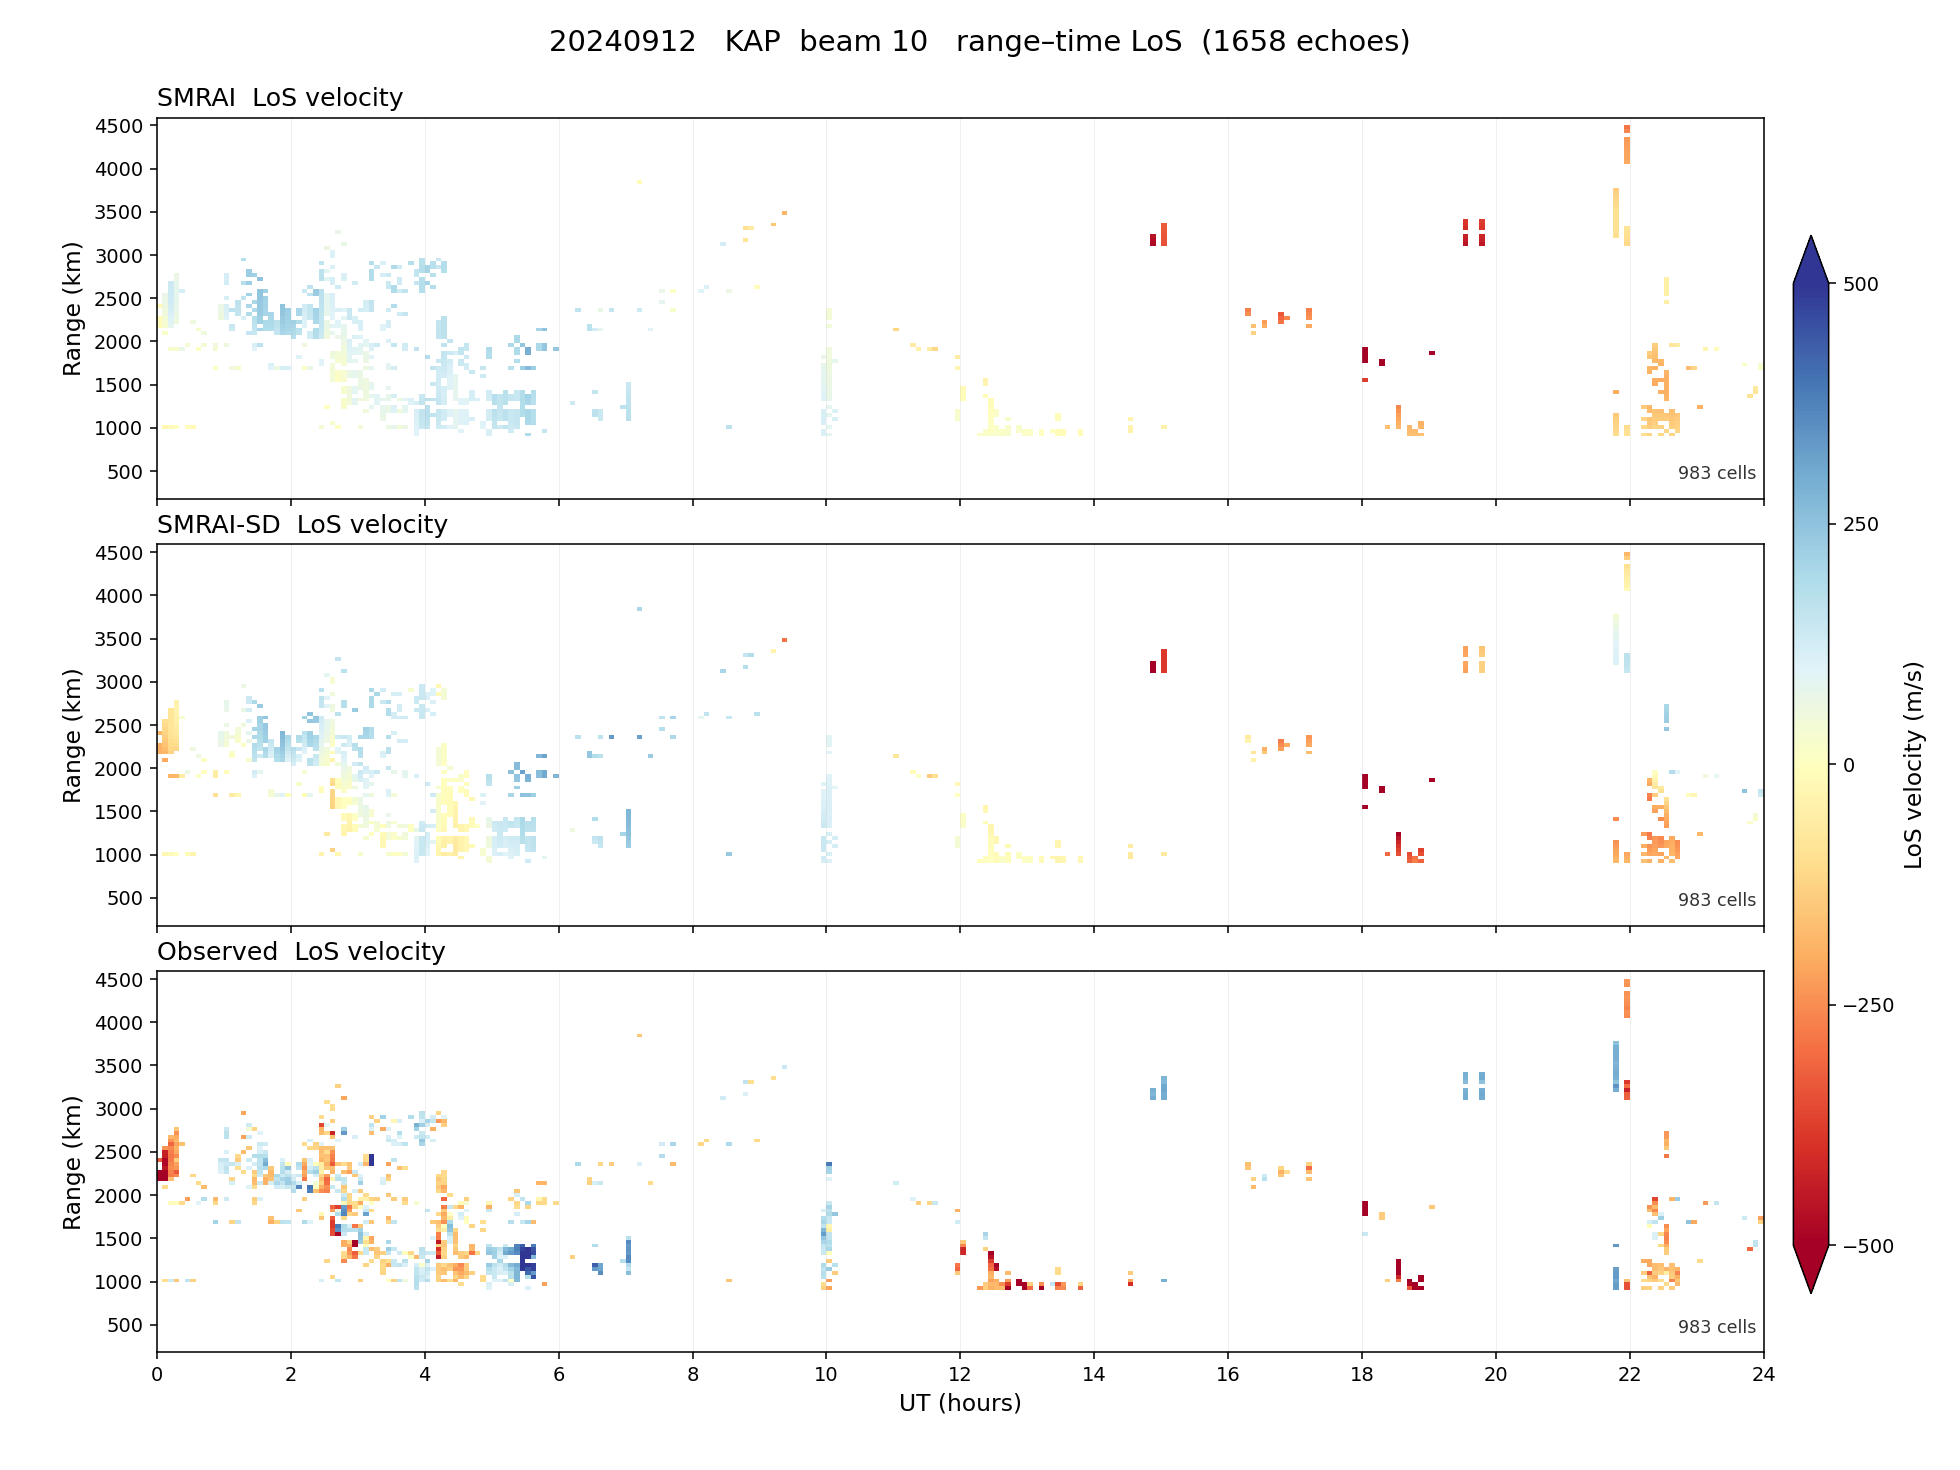 20240912   KAP  beam 10   range–time LoS  (1658 echoes)
SMRAI  LoS velocity
4500
4000
3500
3000
2500
2000
1500
1000
500
Range (km)
983 cells
SMRAI-SD  LoS velocity
4500
4000
3500
3000
2500
2000
1500
1000
500
Range (km)
983 cells
Observed  LoS velocity
4500
4000
3500
3000
2500
2000
1500
1000
500
Range (km)
983 cells
0 2 4 6 8 10 12 14 16 18 20 22 24
UT (hours)
500
250
0
−250
−500
LoS velocity (m/s)